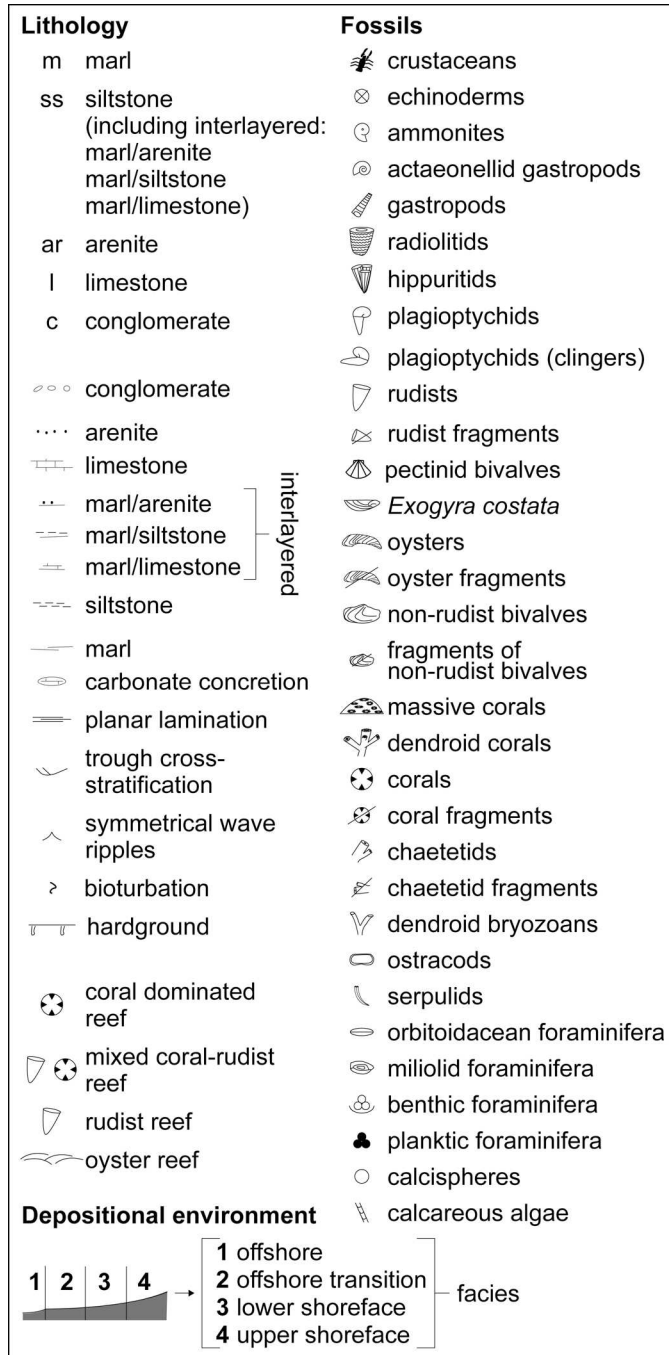 Lithology
m marl
ss siltstone
(including interlayered:
marl/arenite
marl/siltstone
marl/limestone)
ar arenite
l limestone
c conglomerate
conglomerate
arenite
limestone
marl/arenite
marl/siltstone
marl/limestone
interlayered
siltstone
marl
carbonate concretion
planar lamination
trough cross-
stratification
symmetrical wave
ripples
bioturbation
hardground
coral dominated
reef
mixed coral-rudist
reef
rudist reef
oyster reef
Fossils
crustaceans
echinoderms
ammonites
actaeonellid gastropods
gastropods
radiolitids
hippuritids
plagioptychids
plagioptychids (clingers)
rudists
rudist fragments
pectinid bivalves
Exogyra costata
oysters
oyster fragments
non-rudist bivalves
fragments of
non-rudist bivalves
massive corals
dendroid corals
corals
coral fragments
chaetetids
chaetetid fragments
dendroid bryozoans
ostracods
serpulids
orbitoidacean foraminifera
miliolid foraminifera
benthic foraminifera
planktic foraminifera
calcispheres
calcareous algae
Depositional environment
1 2 3 4
1 offshore
2 offshore transition
3 lower shoreface
4 upper shoreface
facies